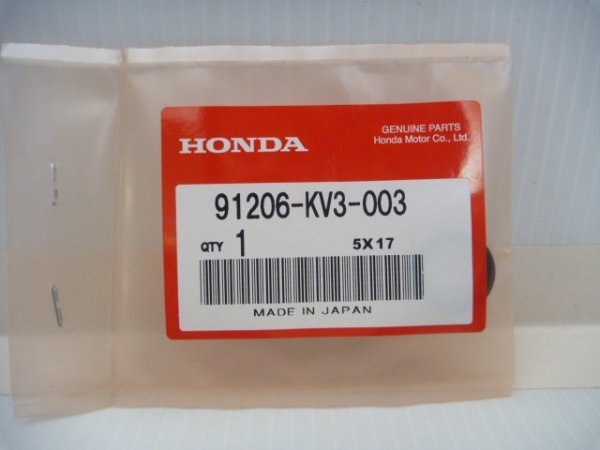 HONDA
GENUINE PARTS
Honda Motor Co., Ltd.
91206-KV3-003
QTY 1 5X17
MADE IN JAPAN